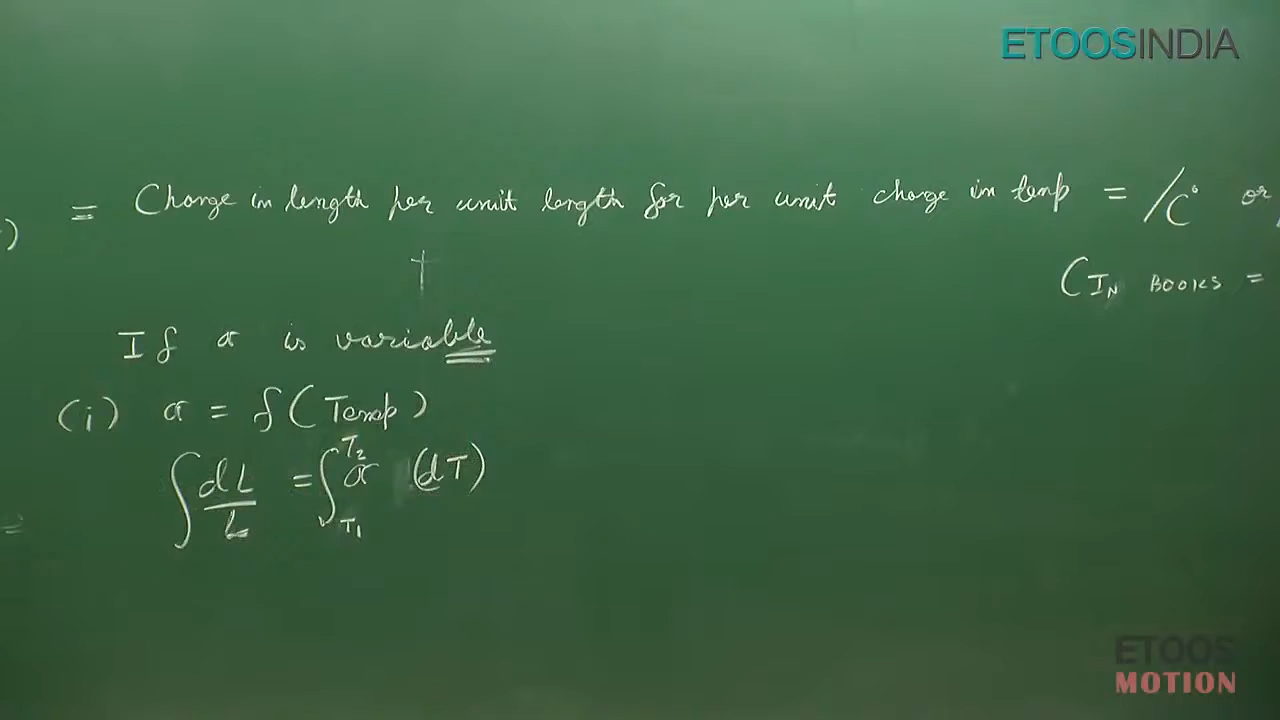 ETOOSINDIA
= Change in length per unit length for per unit change in temp = /C° or
)
(IN BOOKS =
If α is variable
(i) α = f(Temp)
∫ dL/L = ∫_{T1}^{T2} α (dT)
=
ETOOS
MOTION